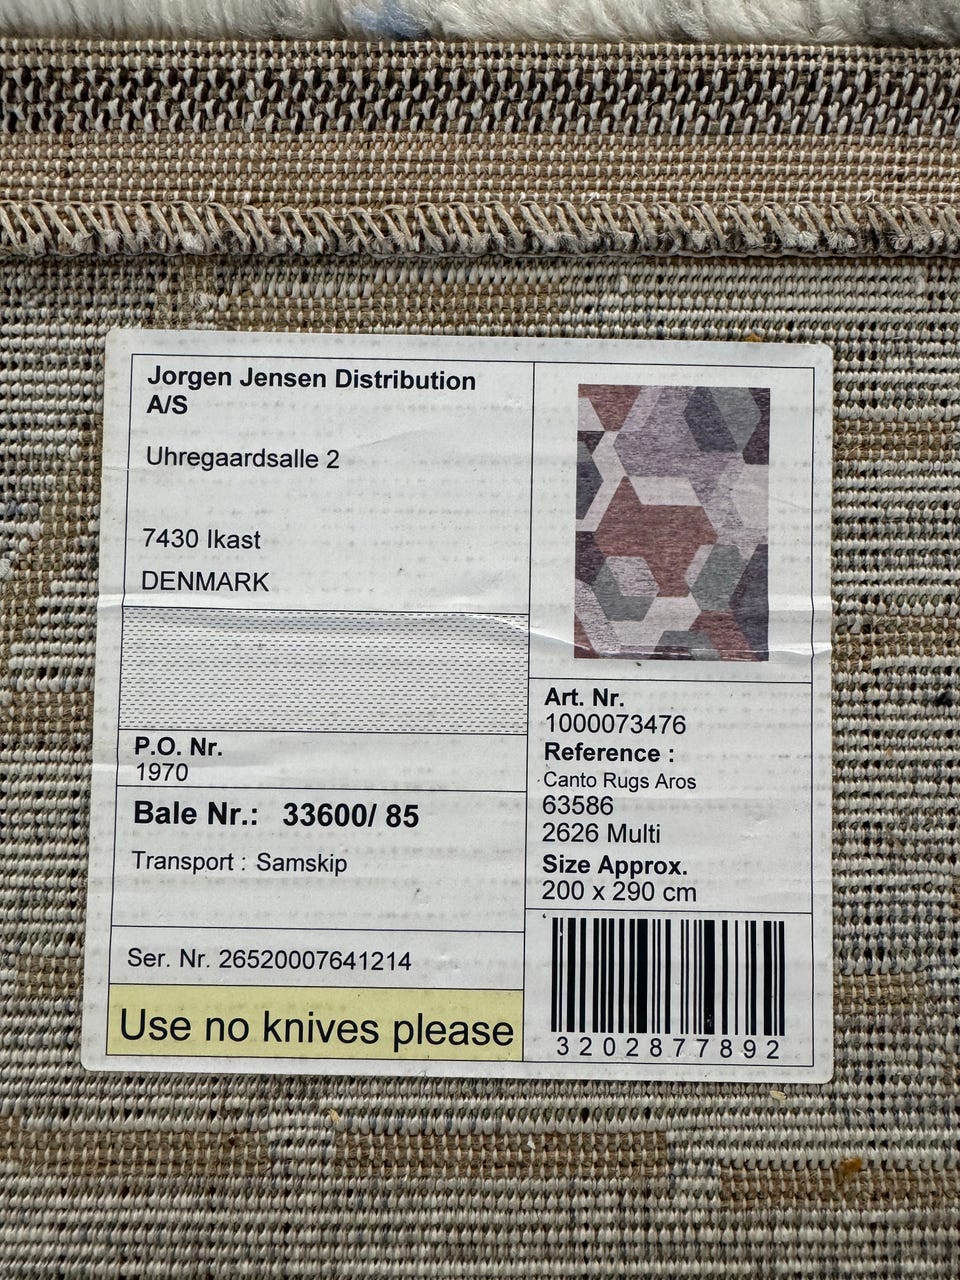 Jorgen Jensen Distribution
A/S
Uhregaardsalle 2
7430 Ikast
DENMARK
P.O. Nr.
1970
Bale Nr.: 33600/ 85
Transport : Samskip
Ser. Nr. 26520007641214
Use no knives please
Art. Nr.
1000073476
Reference :
Canto Rugs Aros
63586
2626 Multi
Size Approx.
200 x 290 cm
3202877892